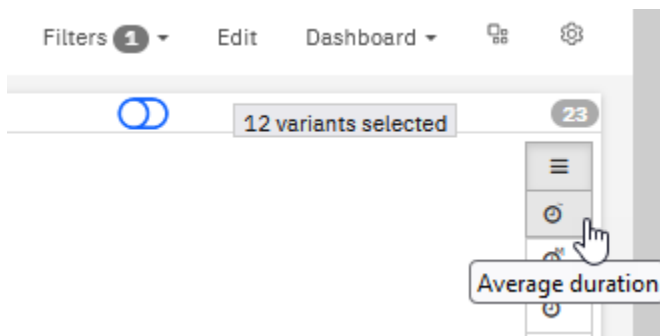 Filters 1 Edit Dashboard
12 variants selected 23
Average duration